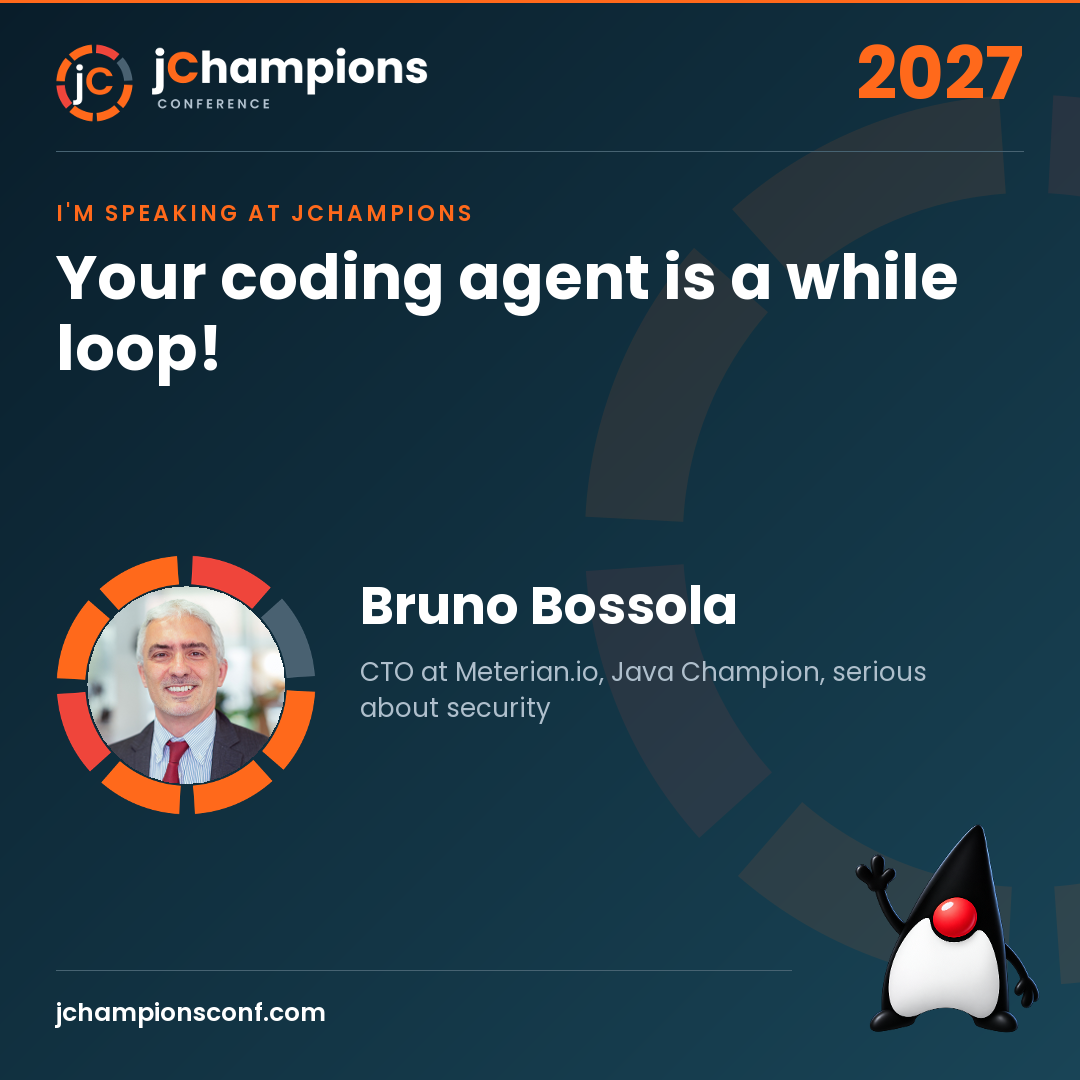 jC jChampions
CONFERENCE
2027
I'M SPEAKING AT JCHAMPIONS
Your coding agent is a while
loop!
Bruno Bossola
CTO at Meterian.io, Java Champion, serious
about security
jchampionsconf.com